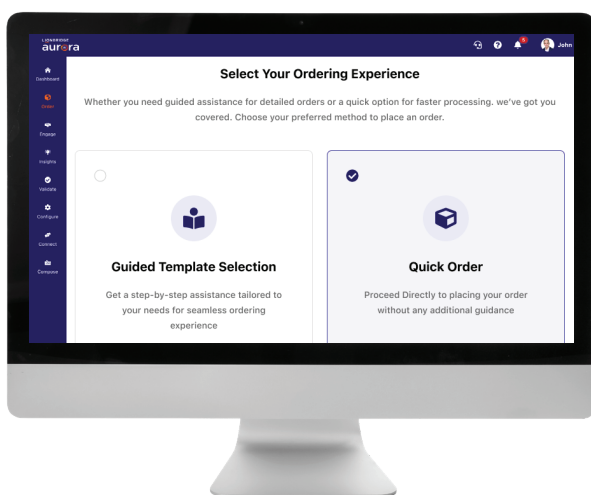 LIONBRIDGE
aurora
5
John
Dashboard
Order
Engage
Insights
Validate
Configure
Connect
Compose
Select Your Ordering Experience
Whether you need guided assistance for detailed orders or a quick option for faster processing. we've got you
covered. Choose your preferred method to place an order.
Guided Template Selection
Get a step-by-step assistance tailored to
your needs for seamless ordering
experience
Quick Order
Proceed Directly to placing your order
without any additional guidance